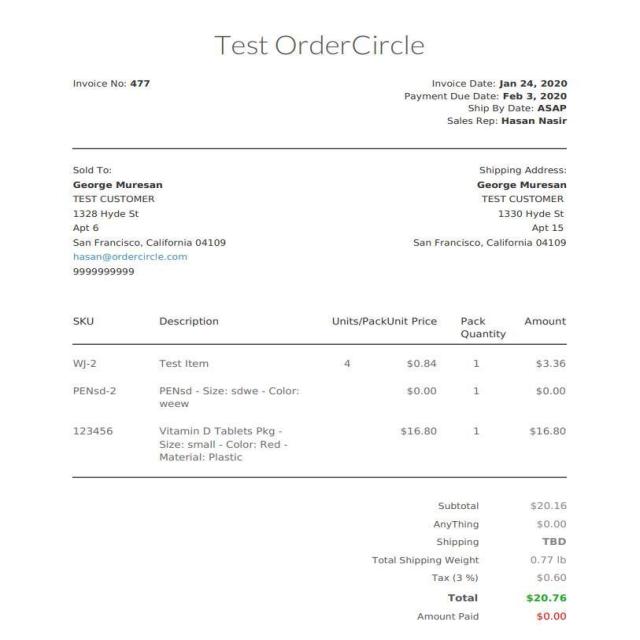 Test OrderCircle
Invoice No: 477
Invoice Date: Jan 24, 2020
Payment Due Date: Feb 3, 2020
Ship By Date: ASAP
Sales Rep: Hasan Nasir
Sold To:
George Muresan
TEST CUSTOMER
1328 Hyde St
Apt 6
San Francisco, California 04109
hasan@ordercircle.com
9999999999
Shipping Address:
George Muresan
TEST CUSTOMER
1330 Hyde St
Apt 15
San Francisco, California 04109
SKU Description Units/PackUnit Price Pack Amount
Quantity
WJ-2 Test Item 4 $0.84 1 $3.36
PENsd-2 PENsd - Size: sdwe - Color: $0.00 1 $0.00
weew
123456 Vitamin D Tablets Pkg - $16.80 1 $16.80
Size: small - Color: Red -
Material: Plastic
Subtotal $20.16
AnyThing $0.00
Shipping TBD
Total Shipping Weight 0.77 lb
Tax (3 %) $0.60
Total $20.76
Amount Paid $0.00